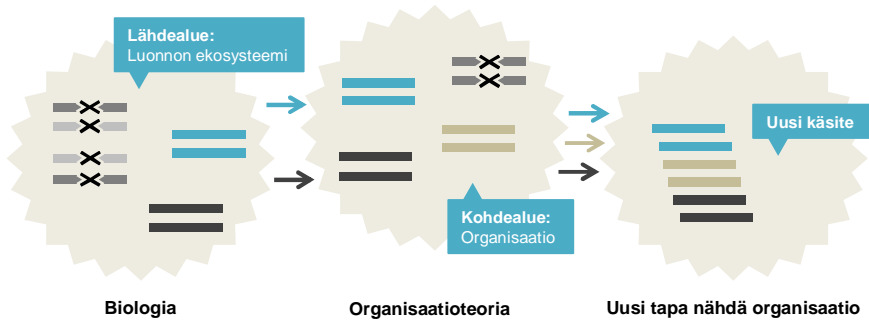 Lähdealue:
Luonnon ekosysteemi
Uusi käsite
Kohdealue:
Organisaatio
Biologia
Organisaatioteoria
Uusi tapa nähdä organisaatio